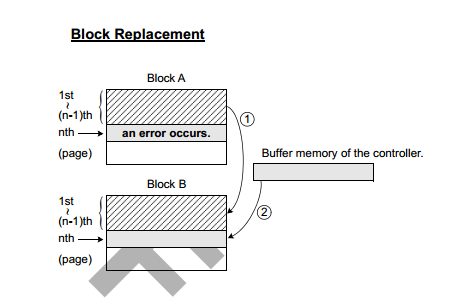 Block Replacement
Block A
1st
~
(n-1)th
nth
an error occurs.
(page)
①
Buffer memory of the controller.
Block B
1st
~
(n-1)th
nth
(page)
②